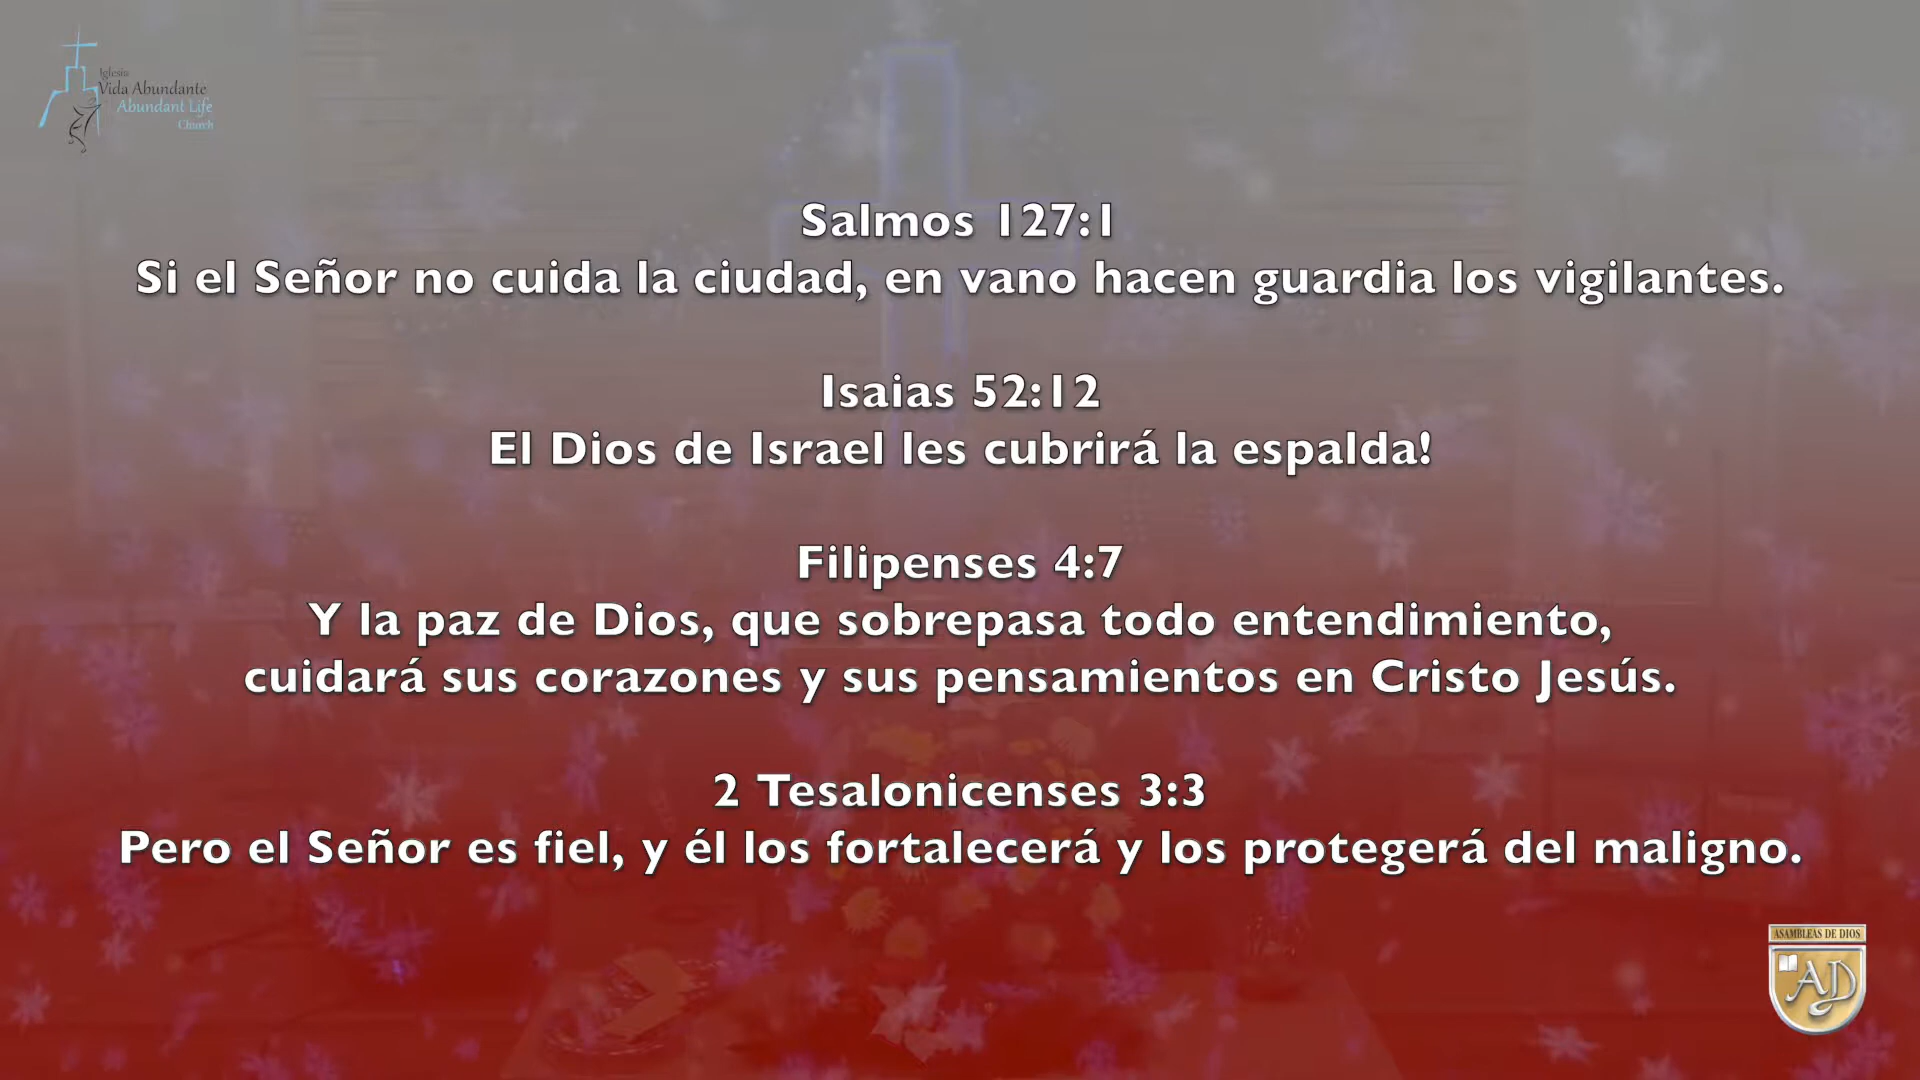 Iglesia
Vida Abundante
Abundant Life
Church
Salmos 127:1
Si el Señor no cuida la ciudad, en vano hacen guardia los vigilantes.
Isaias 52:12
El Dios de Israel les cubrirá la espalda!
Filipenses 4:7
Y la paz de Dios, que sobrepasa todo entendimiento,
cuidará sus corazones y sus pensamientos en Cristo Jesús.
2 Tesalonicenses 3:3
Pero el Señor es fiel, y él los fortalecerá y los protegerá del maligno.
ASAMBLEAS DE DIOS
AD